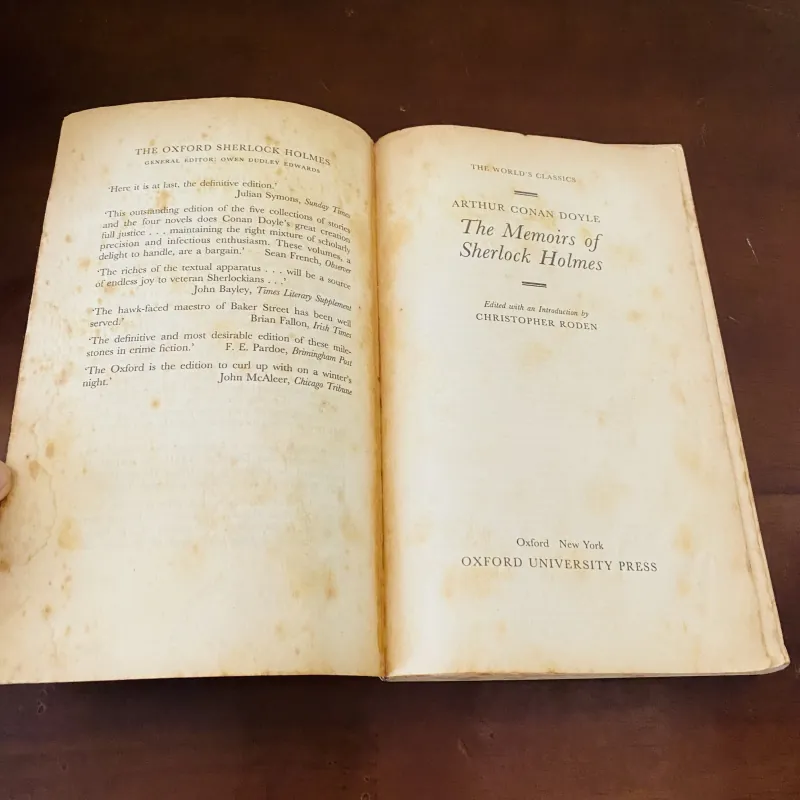 THE OXFORD SHERLOCK HOLMES
GENERAL EDITOR: OWEN DUDLEY EDWARDS
'Here it is at last, the definitive edition.'
Julian Symons, Sunday Times
'This outstanding edition of the five collections of stories
and the four novels does Conan Doyle's great creation
full justice . . . maintaining the right mixture of scholarly
precision and infectious enthusiasm. These volumes, a
delight to handle, are a bargain.' Sean French, Observer
'The riches of the textual apparatus . . . will be a source
of endless joy to veteran Sherlockians . . .'
John Bayley, Times Literary Supplement
'The hawk-faced maestro of Baker Street has been well
served.' Brian Fallon, Irish Times
'The definitive and most desirable edition of these mile-
stones in crime fiction.' F. E. Pardoe, Brimingham Post
'The Oxford is the edition to curl up with on a winter's
night.' John McAleer, Chicago Tribune
THE WORLD'S CLASSICS
ARTHUR CONAN DOYLE
The Memoirs of
Sherlock Holmes
Edited with an Introduction by
CHRISTOPHER RODEN
Oxford New York
OXFORD UNIVERSITY PRESS